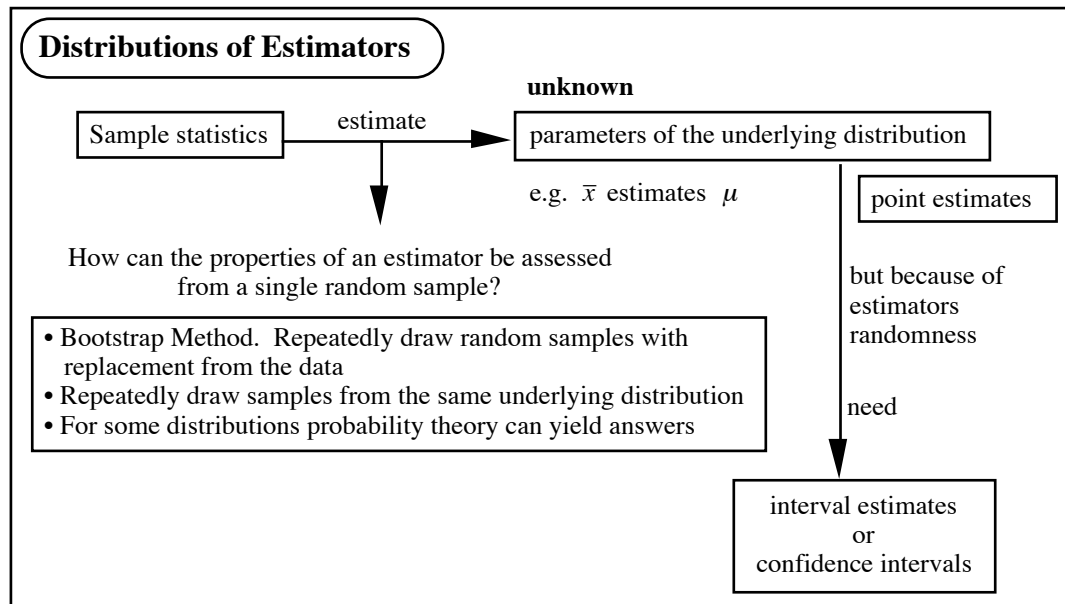 Distributions of Estimators
unknown
Sample statistics
estimate
parameters of the underlying distribution
e.g. x̄ estimates μ
point estimates
How can the properties of an estimator be assessed
from a single random sample?
but because of
estimators
randomness
• Bootstrap Method. Repeatedly draw random samples with
replacement from the data
• Repeatedly draw samples from the same underlying distribution
• For some distributions probability theory can yield answers
need
interval estimates
or
confidence intervals